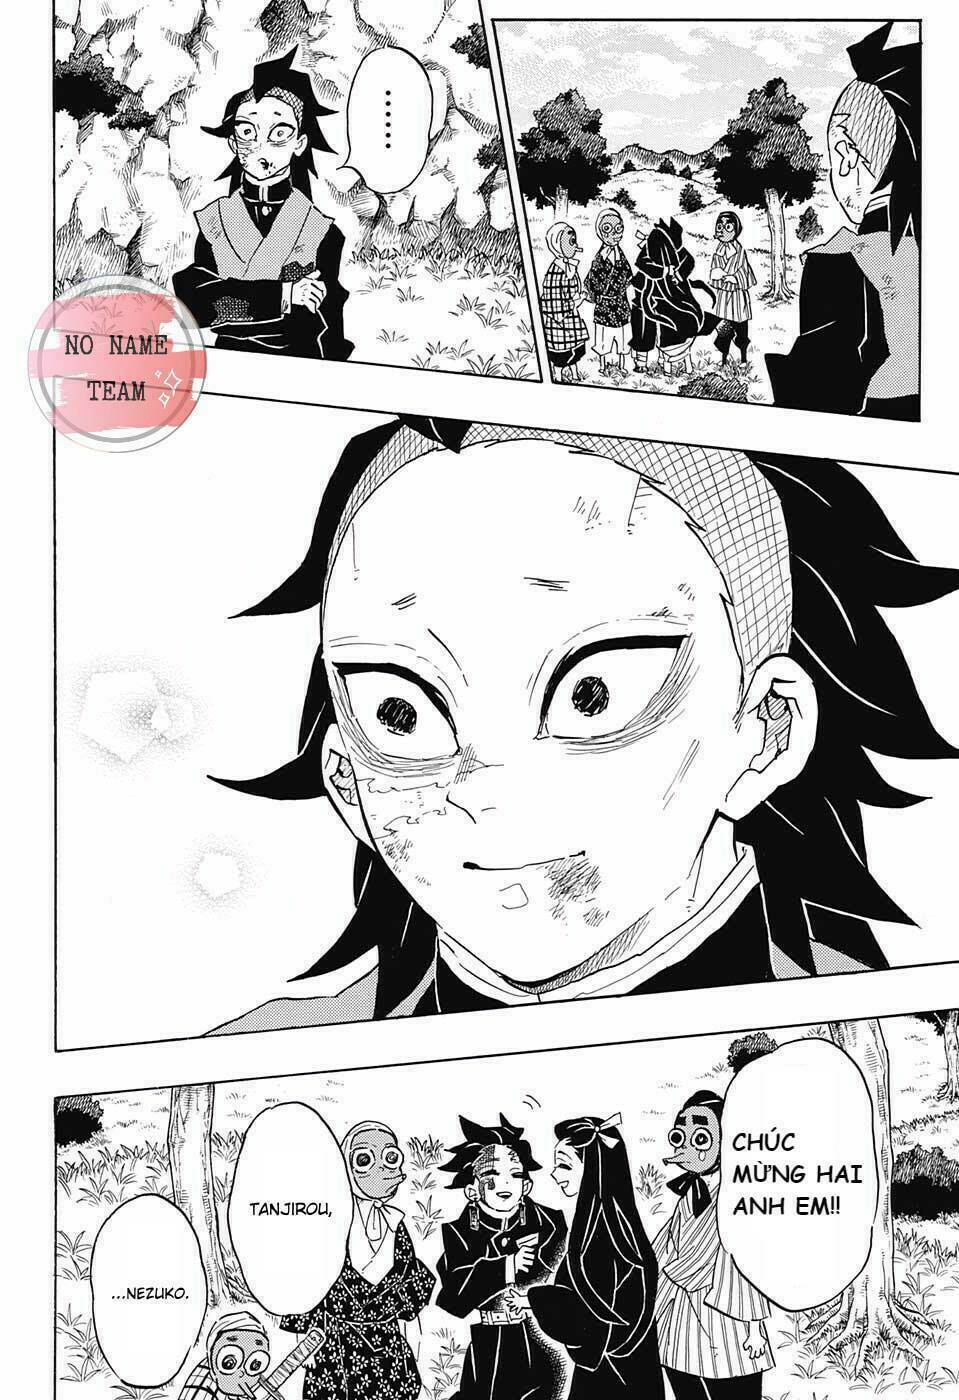 ......
NO NAME
TEAM
CHÚC
MỪNG HAI
ANH EM!!
TANJIROU,
...NEZUKO.